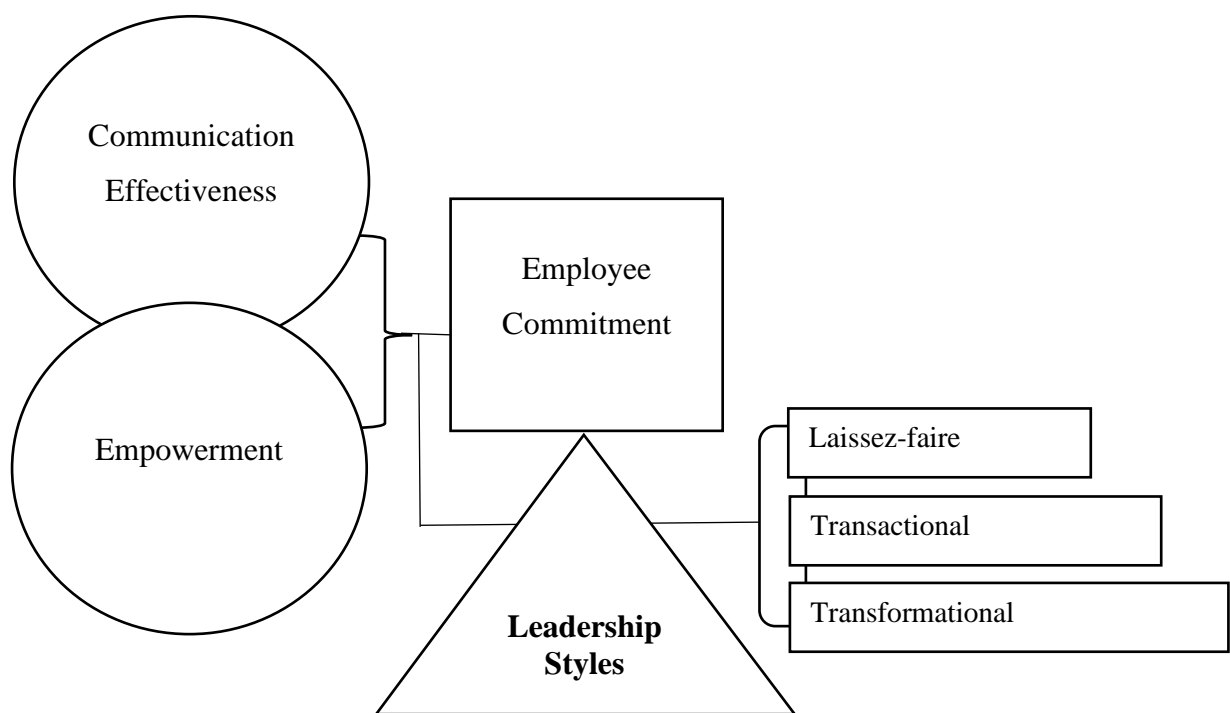 Communication
Effectiveness
Empowerment
Employee
Commitment
Leadership
Styles
Laissez-faire
Transactional
Transformational